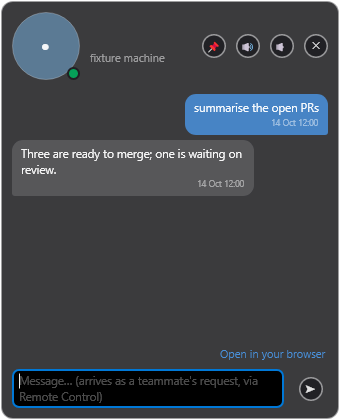 fixture machine
summarise the open PRs
14 Oct 12:00
Three are ready to merge; one is waiting on
review.
14 Oct 12:00
Open in your browser
Message... (arrives as a teammate's request, via
Remote Control)